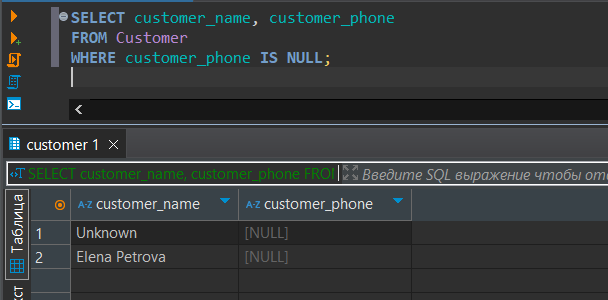 SELECT customer_name, customer_phone
FROM Customer
WHERE customer_phone IS NULL;
customer 1
SELECT customer_name, customer_phone FROI
Введите SQL выражение чтобы
Таблица
A-Z customer_name
A-Z customer_phone
1 Unknown [NULL]
2 Elena Petrova [NULL]